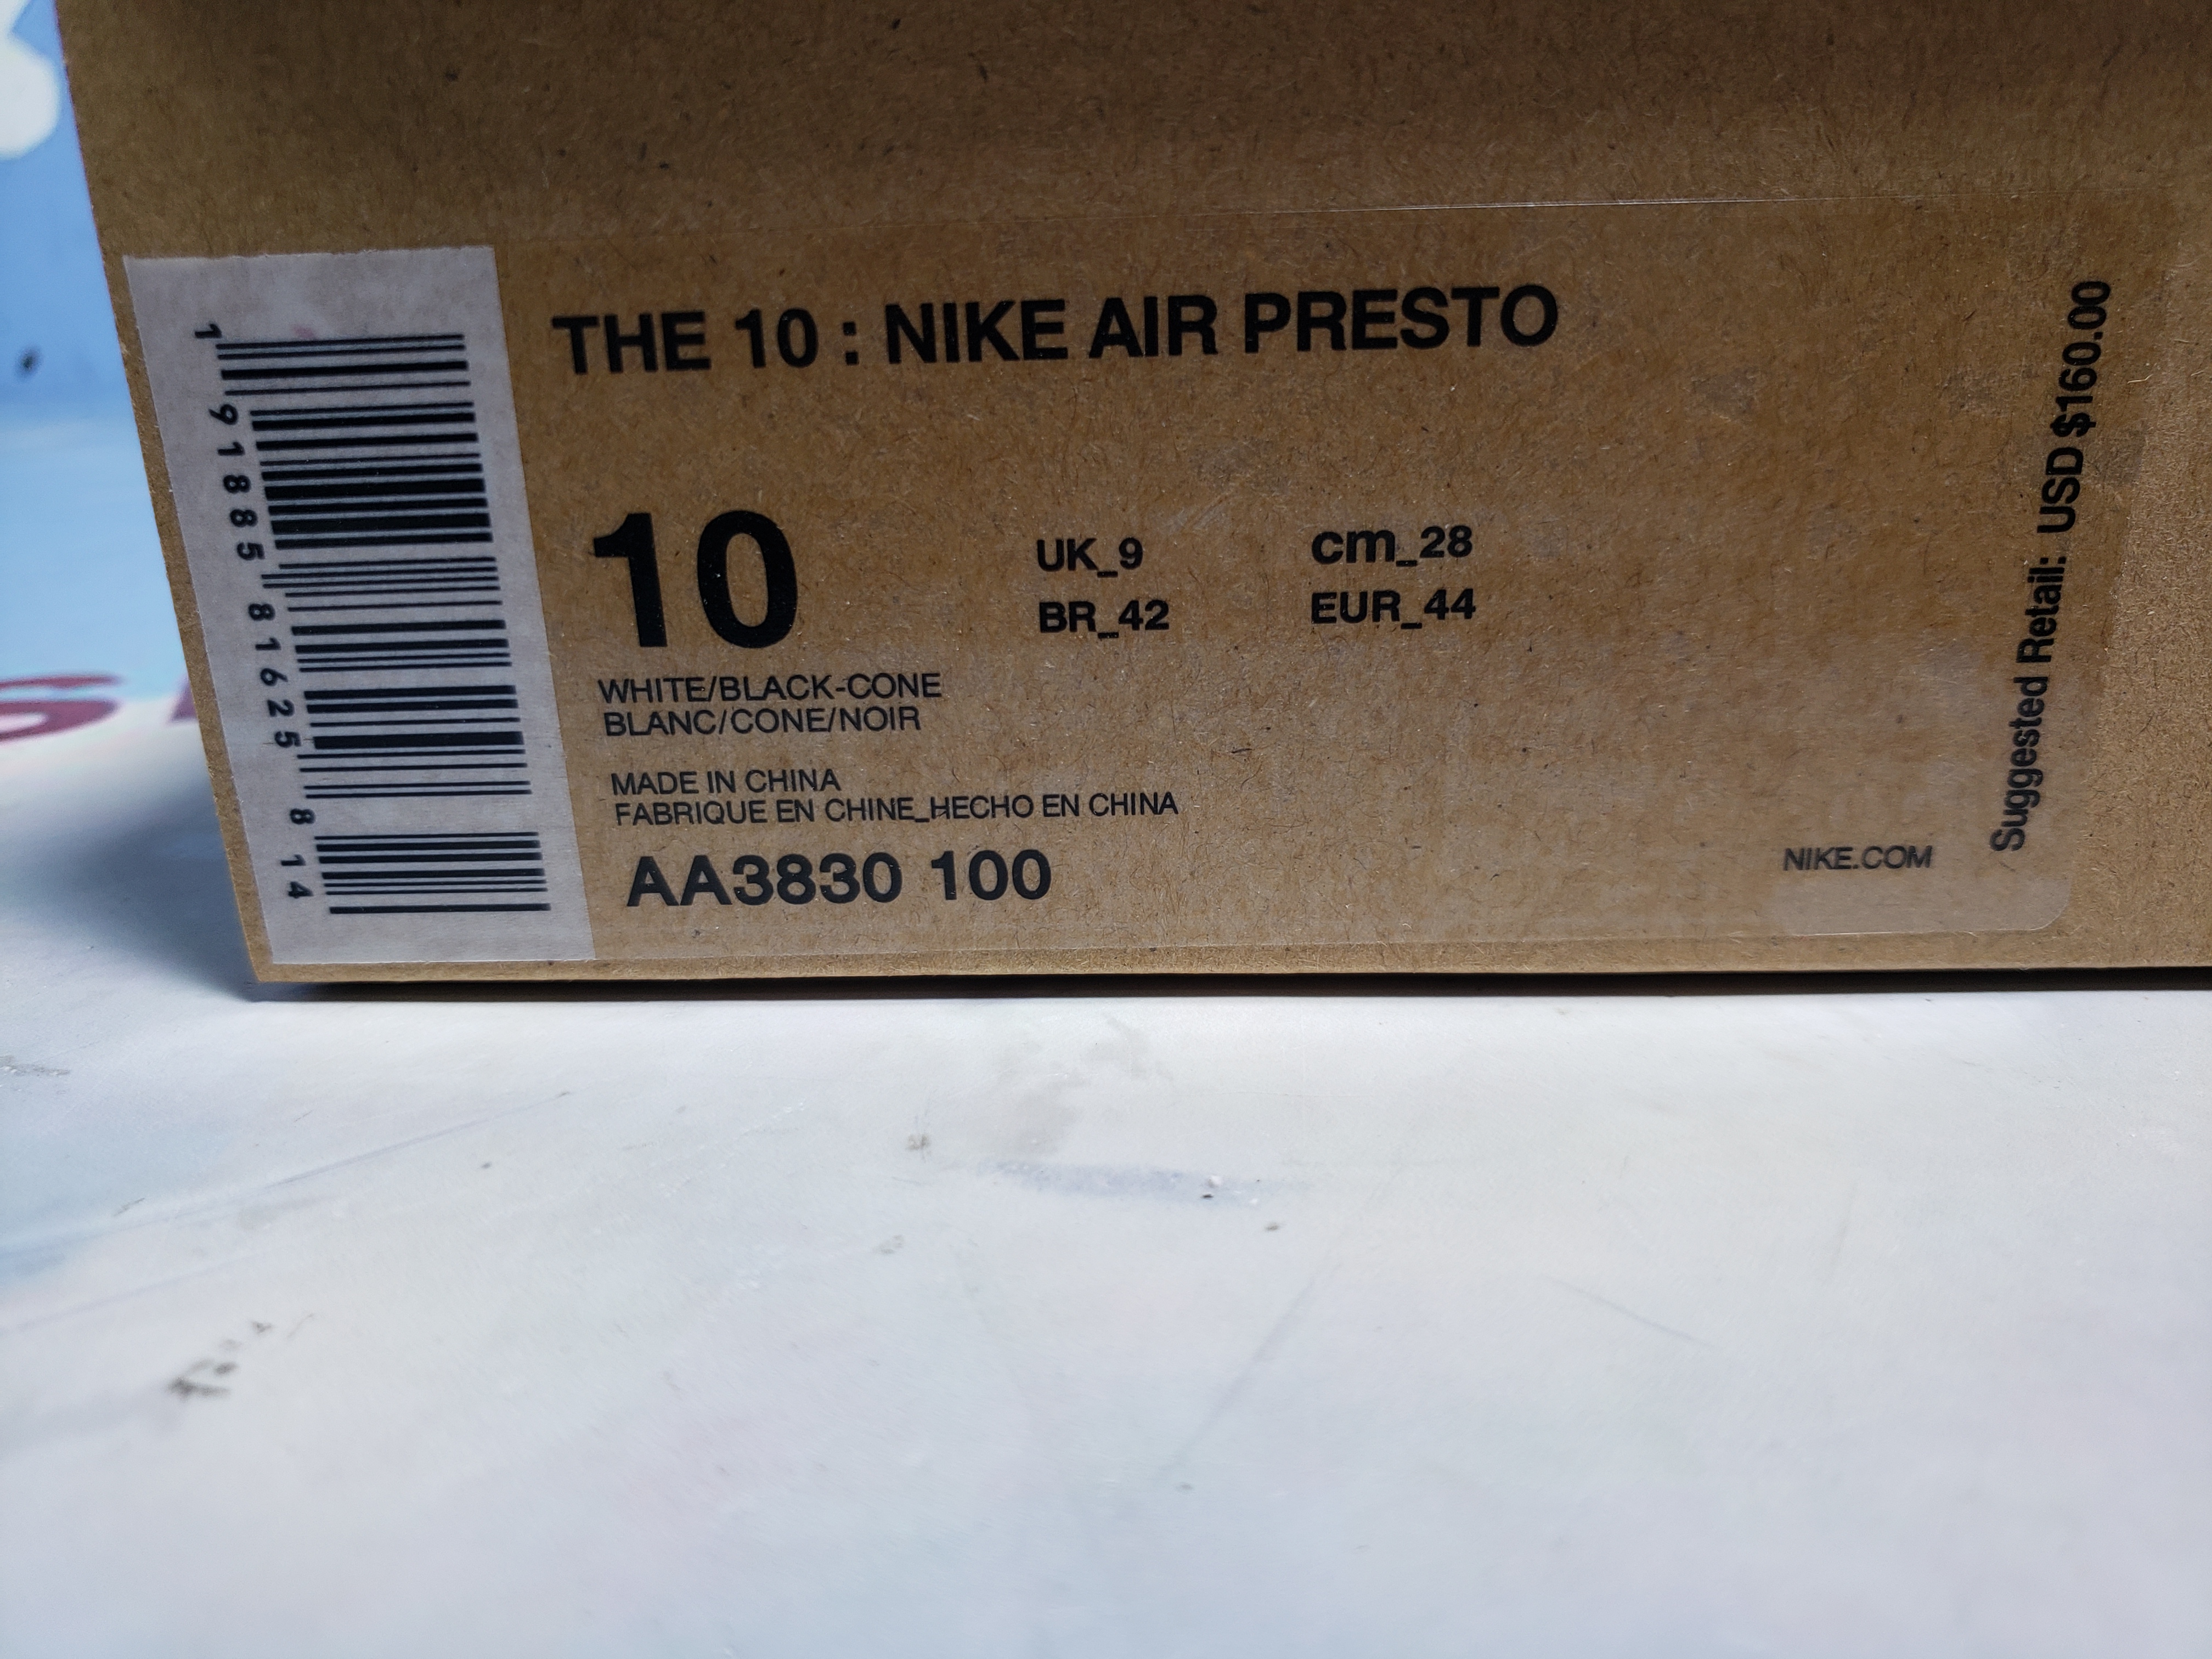 THE 10 : NIKE AIR PRESTO
10
UK_9
cm_28
BR_42
EUR_44
WHITE/BLACK-CONE
BLANC/CONE/NOIR
MADE IN CHINA
FABRIQUE EN CHINE_HECHO EN CHINA
AA3830 100
NIKE.COM
Suggested Retail: USD $160.00
1 91885 81625 8 14
S